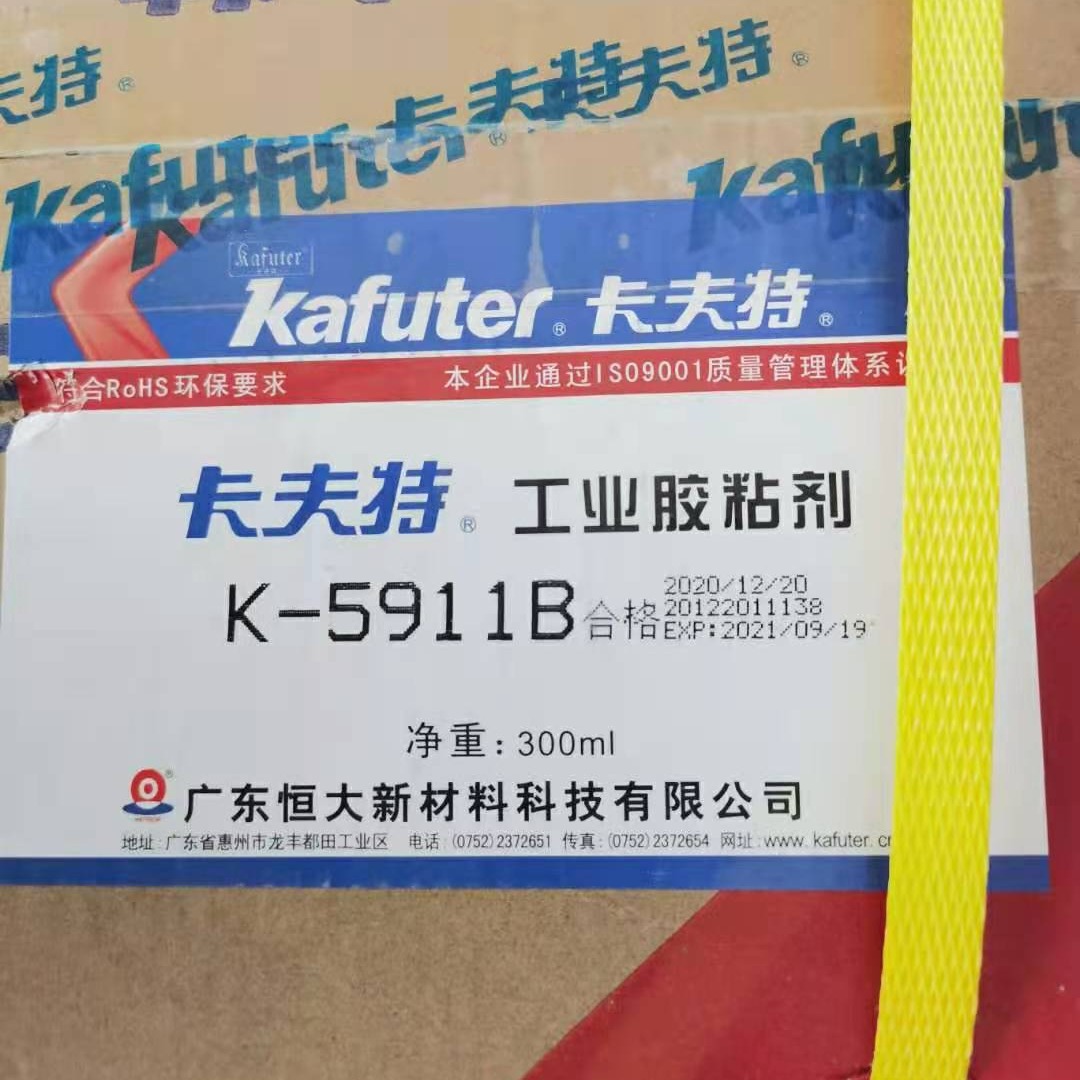 夫特®
卡夫特卡夫特®
Kafuter Kafuter®
Kafuter
Kafuter® 卡夫特®
符合RoHS环保要求 本企业通过ISO9001质量管理体系
卡夫特® 工业胶粘剂
K-5911B 合格
2020/12/20
20122011138
EXP:2021/09/19
净重: 300ml
广东恒大新材料科技有限公司
地址:广东省惠州市龙丰都田工业区 电话:(0752)2372651 传真:(0752)2372654 网址:www.kafuter.cn